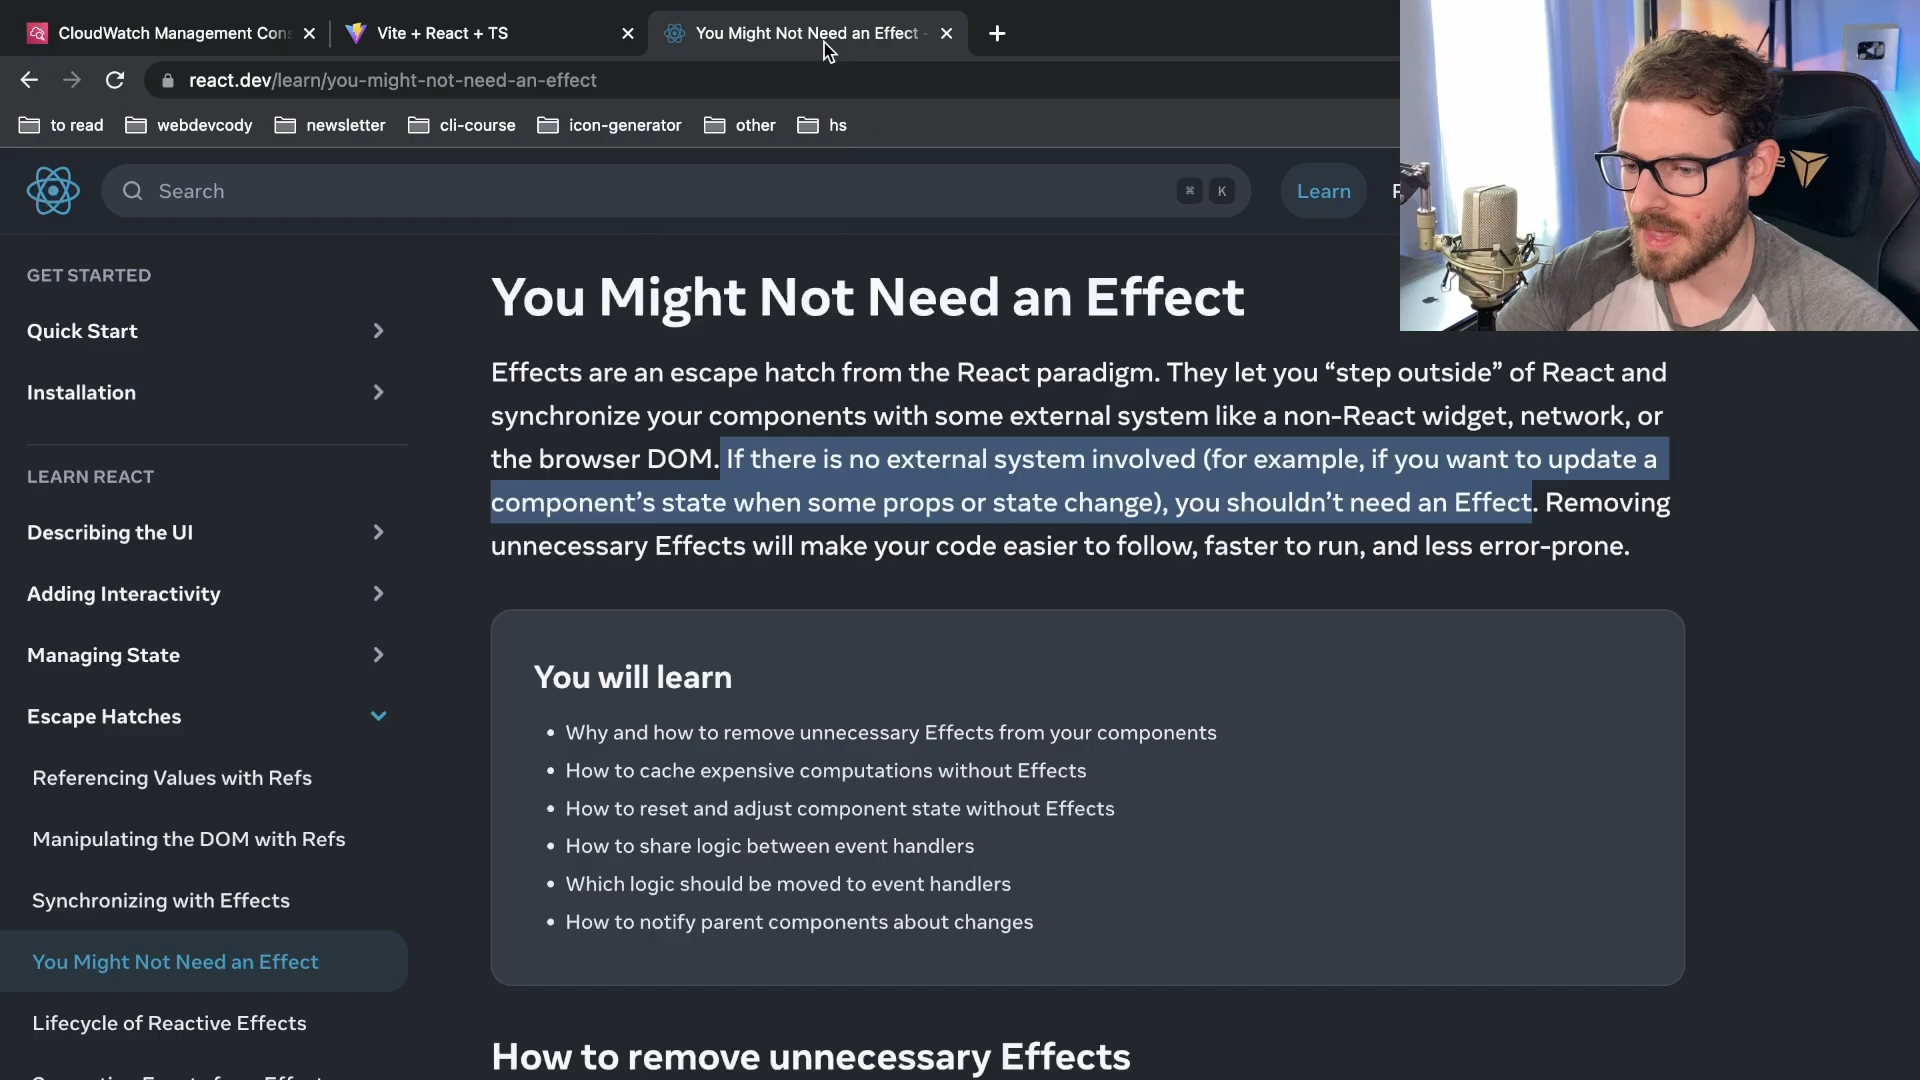 CloudWatch Management Cons
Vite + React + TS
You Might Not Need an Effect -
react.dev/learn/you-might-not-need-an-effect
to read
webdevcody
newsletter
cli-course
icon-generator
other
hs
Search
⌘ K
Learn
GET STARTED
Quick Start
Installation
LEARN REACT
Describing the UI
Adding Interactivity
Managing State
Escape Hatches
Referencing Values with Refs
Manipulating the DOM with Refs
Synchronizing with Effects
You Might Not Need an Effect
Lifecycle of Reactive Effects
You Might Not Need an Effect
Effects are an escape hatch from the React paradigm. They let you “step outside” of React and
synchronize your components with some external system like a non-React widget, network, or
the browser DOM. If there is no external system involved (for example, if you want to update a
component’s state when some props or state change), you shouldn’t need an Effect. Removing
unnecessary Effects will make your code easier to follow, faster to run, and less error-prone.
You will learn
• Why and how to remove unnecessary Effects from your components
• How to cache expensive computations without Effects
• How to reset and adjust component state without Effects
• How to share logic between event handlers
• Which logic should be moved to event handlers
• How to notify parent components about changes
How to remove unnecessary Effects